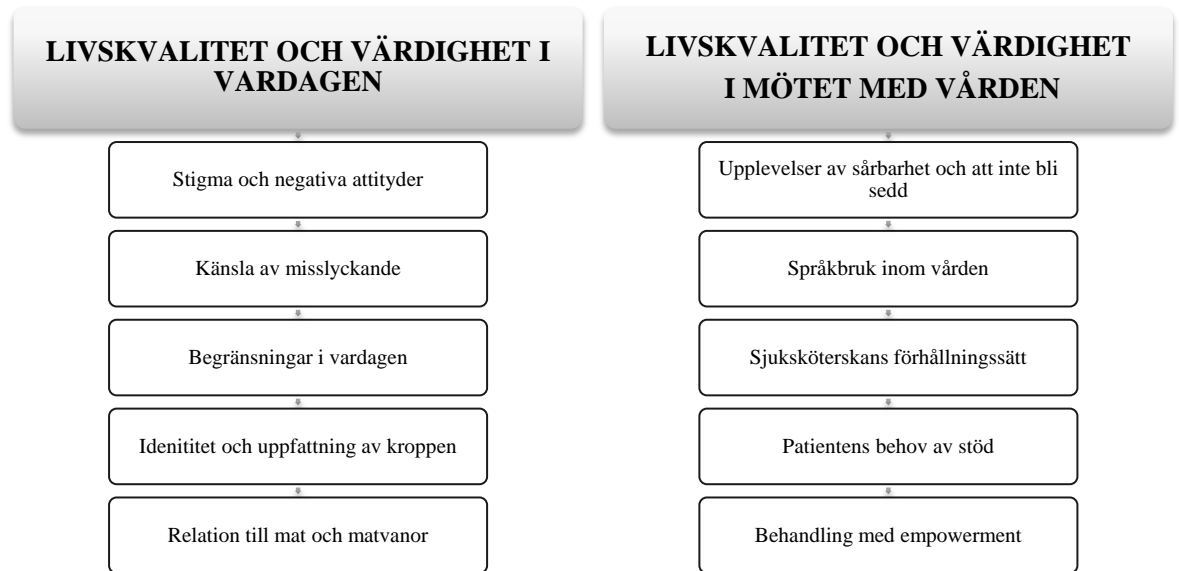 LIVSKVALITET OCH VÄRDIGHET I
VARDAGEN
Stigma och negativa attityder
Känsla av misslyckande
Begränsningar i vardagen
Idenititet och uppfattning av kroppen
Relation till mat och matvanor
LIVSKVALITET OCH VÄRDIGHET
I MÖTET MED VÅRDEN
Upplevelser av sårbarhet och att inte bli
sedd
Språkbruk inom vården
Sjuksköterskans förhållningssätt
Patientens behov av stöd
Behandling med empowerment